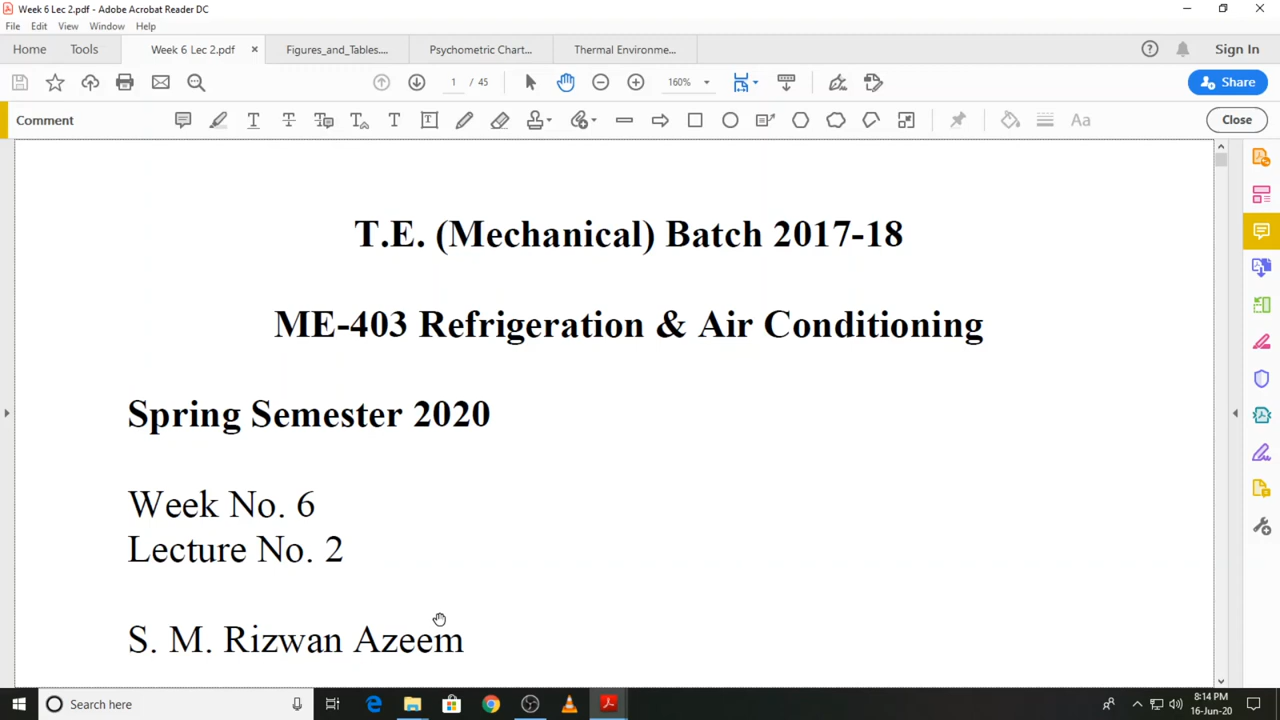 Week 6 Lec 2.pdf - Adobe Acrobat Reader DC
File Edit View Window Help
Home Tools Week 6 Lec 2.pdf × Figures_and_Tables.... Psychometric Chart... Thermal Environme... Sign In
1 / 45 160% Share
Comment Aa Close
T.E. (Mechanical) Batch 2017-18
ME-403 Refrigeration & Air Conditioning
Spring Semester 2020
Week No. 6
Lecture No. 2
S. M. Rizwan Azeem
Search here
8:14 PM
16-Jun-20